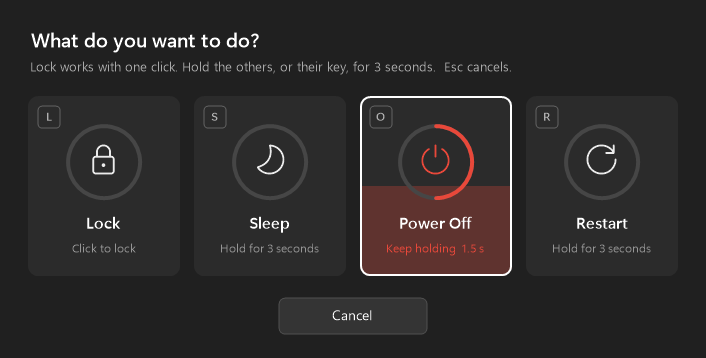 What do you want to do?
Lock works with one click. Hold the others, or their key, for 3 seconds. Esc cancels.
L
S
O
R
Lock
Sleep
Power Off
Restart
Click to lock
Hold for 3 seconds
Keep holding 1.5 s
Hold for 3 seconds
Cancel